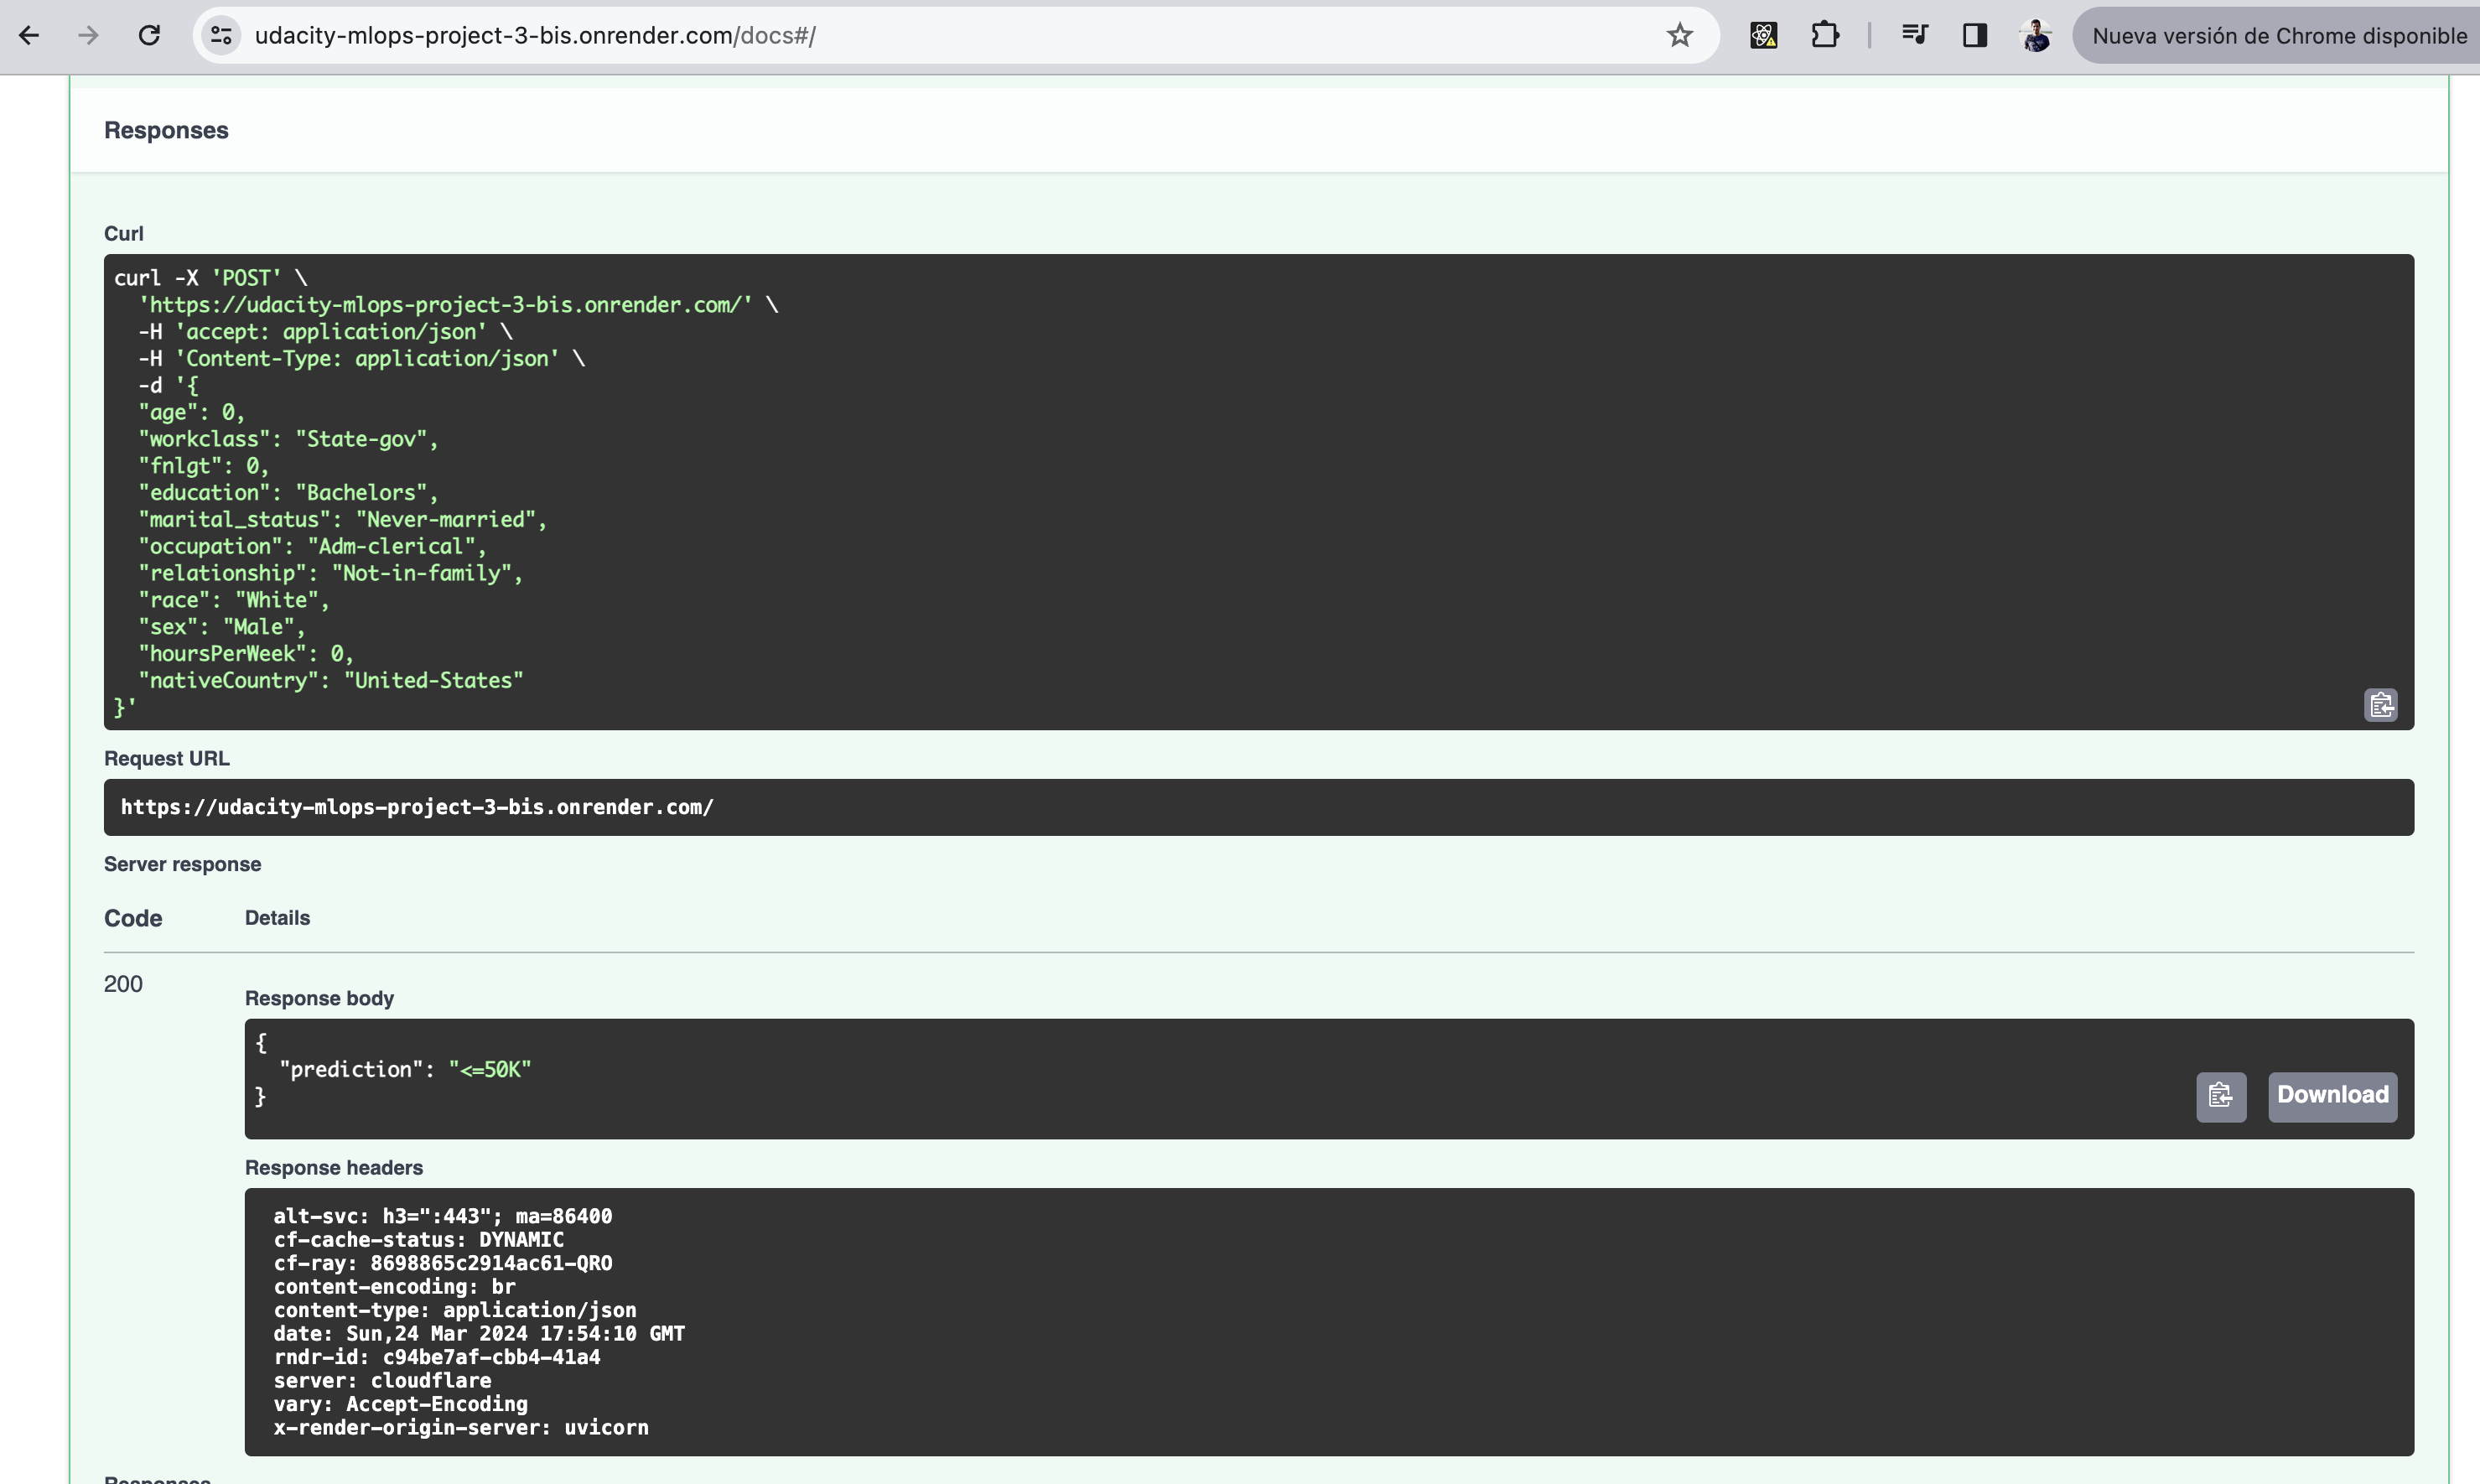 udacity-mlops-project-3-bis.onrender.com/docs#/
Nueva versión de Chrome disponible
Responses
Curl
curl -X 'POST' \
'https://udacity-mlops-project-3-bis.onrender.com/' \
-H 'accept: application/json' \
-H 'Content-Type: application/json' \
-d '{
"age": 0,
"workclass": "State-gov",
"fnlgt": 0,
"education": "Bachelors",
"marital_status": "Never-married",
"occupation": "Adm-clerical",
"relationship": "Not-in-family",
"race": "White",
"sex": "Male",
"hoursPerWeek": 0,
"nativeCountry": "United-States"
}'
Request URL
https://udacity-mlops-project-3-bis.onrender.com/
Server response
Code Details
200
Response body
{
"prediction": "<=50K"
}
Download
Response headers
alt-svc: h3=":443"; ma=86400
cf-cache-status: DYNAMIC
cf-ray: 8698865c2914ac61-QRO
content-encoding: br
content-type: application/json
date: Sun,24 Mar 2024 17:54:10 GMT
rndr-id: c94be7af-cbb4-41a4
server: cloudflare
vary: Accept-Encoding
x-render-origin-server: uvicorn
Responses